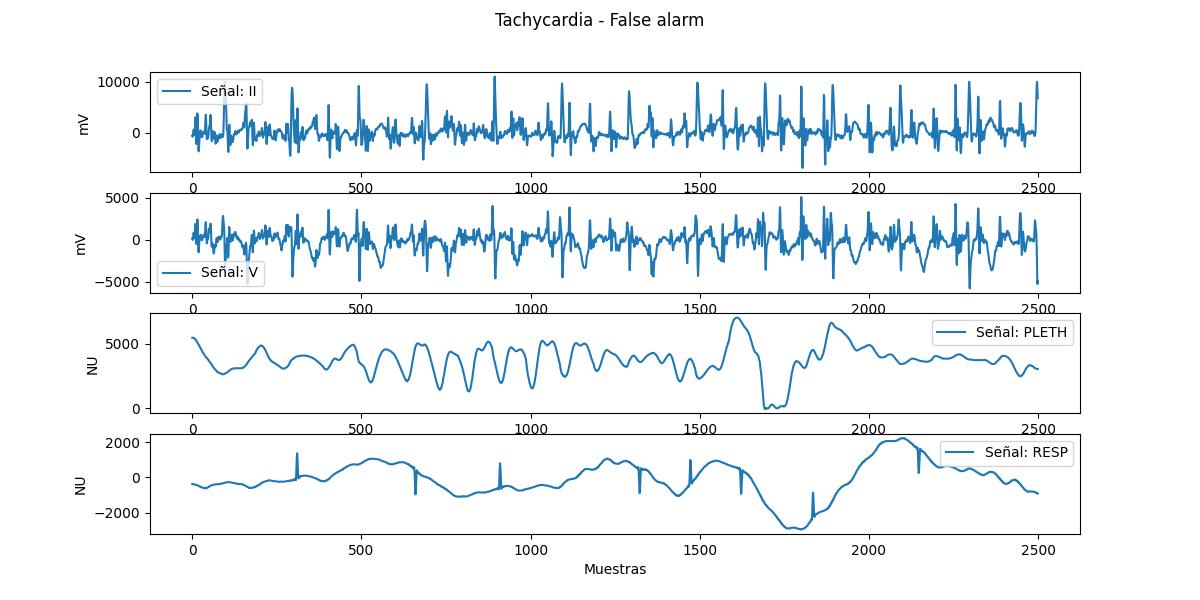 Tachycardia - False alarm
10000
0
mV
Señal: II
0 500 1000 1500 2000 2500
5000
0
−5000
mV
Señal: V
0 500 1000 1500 2000 2500
5000
0
NU
Señal: PLETH
0 500 1000 1500 2000 2500
2000
0
−2000
NU
Señal: RESP
0 500 1000 1500 2000 2500
Muestras